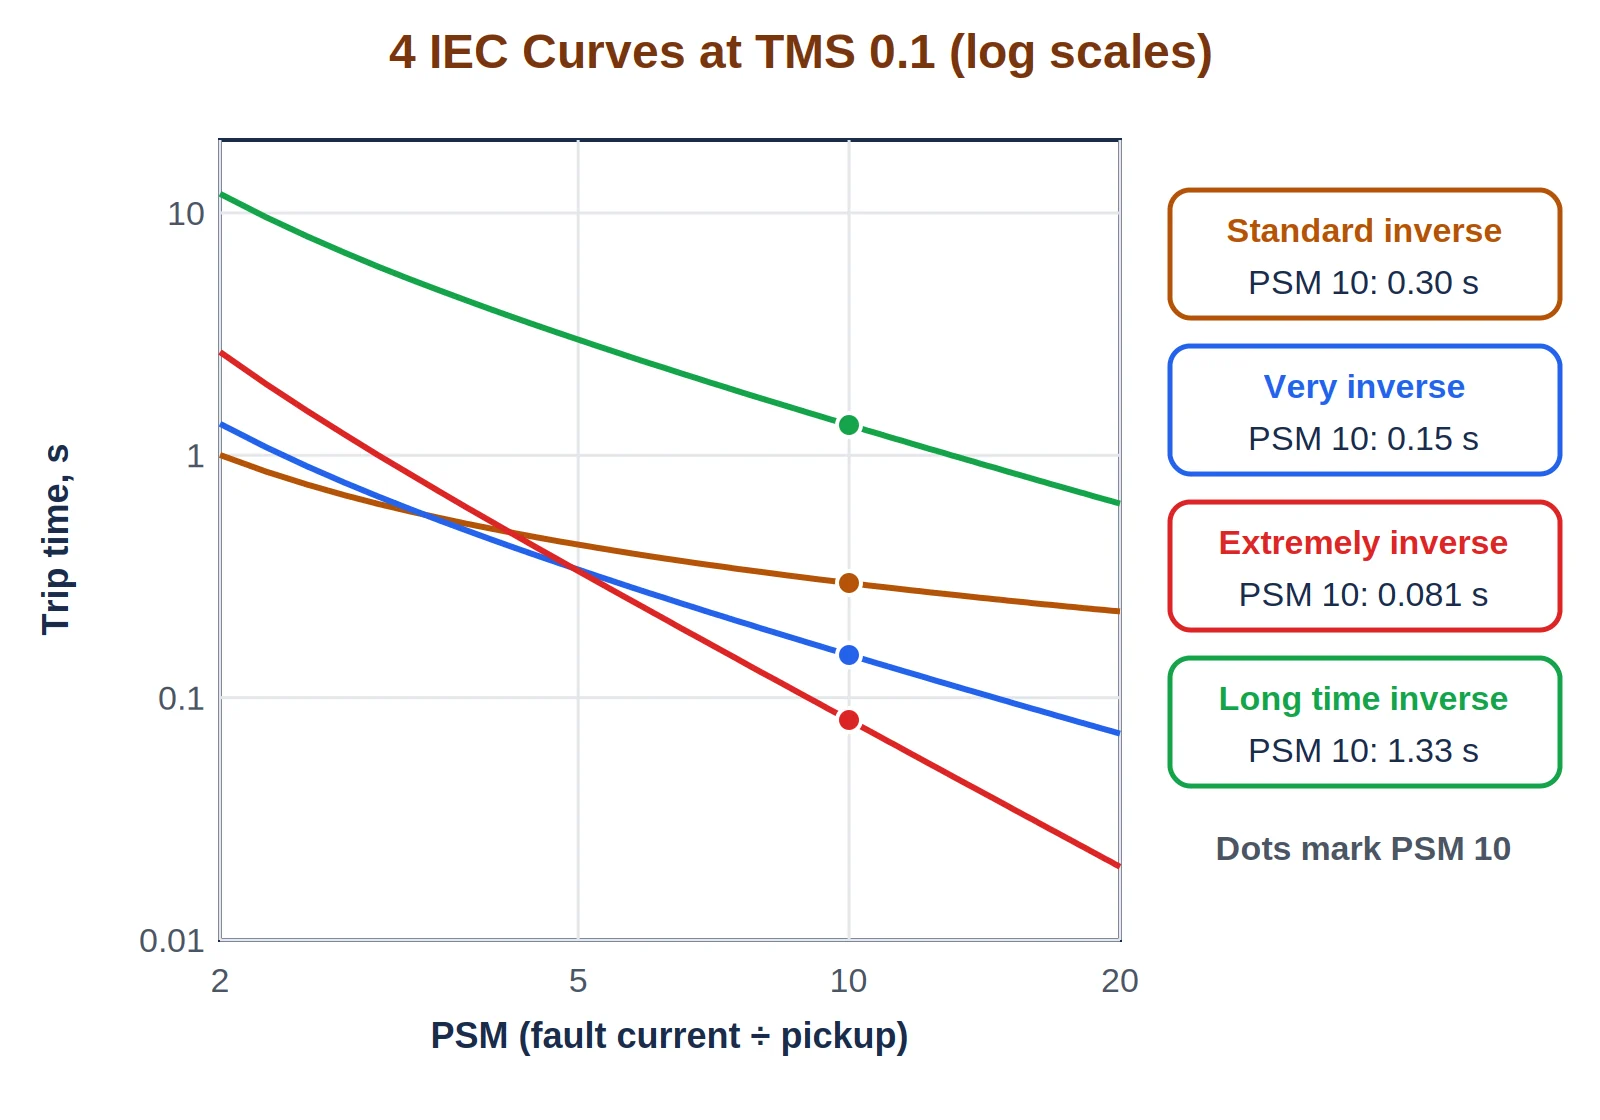 4 IEC Curves at TMS 0.1 (log scales)
Trip time, s
10
1
0.1
0.01
2
5
10
20
PSM (fault current ÷ pickup)
Standard inverse
PSM 10: 0.30 s
Very inverse
PSM 10: 0.15 s
Extremely inverse
PSM 10: 0.081 s
Long time inverse
PSM 10: 1.33 s
Dots mark PSM 10